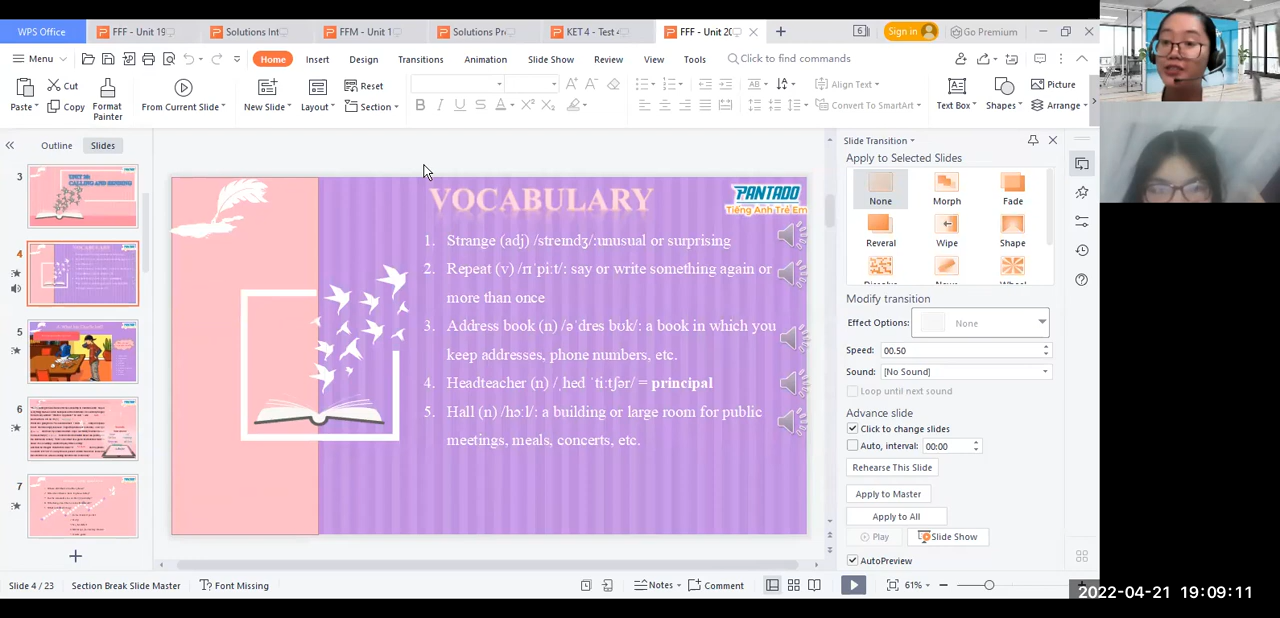 WPS Office
FFF - Unit 19
Solutions Int
FFM - Unit 1
Solutions Pr
KET 4 - Test 4
FFF - Unit 20
Sign in
Go Premium
Menu
Home
Insert
Design
Transitions
Animation
Slide Show
Review
View
Tools
Click to find commands
Paste
Cut
Copy
Format
Painter
From Current Slide
New Slide
Layout
Reset
Section
Align Text
Convert To SmartArt
Text Box
Shapes
Picture
Arrange
Outline
Slides
3
4
5
6
7
VOCABULARY
PANTADO
Tiếng Anh Trẻ Em
1. Strange (adj) /streɪndʒ/:unusual or surprising
2. Repeat (v) /rɪˈpiːt/: say or write something again or
more than once
3. Address book (n) /əˈdres bʊk/: a book in which you
keep addresses, phone numbers, etc.
4. Headteacher (n) /ˌhed ˈtiːtʃər/ = principal
5. Hall (n) /hɔːl/: a building or large room for public
meetings, meals, concerts, etc.
Slide Transition
Apply to Selected Slides
None
Morph
Fade
Reveral
Wipe
Shape
Modify transition
Effect Options:
None
Speed:
00.50
Sound:
[No Sound]
Loop until next sound
Advance slide
Click to change slides
Auto, interval:
00:00
Rehearse This Slide
Apply to Master
Apply to All
Play
Slide Show
AutoPreview
Slide 4 / 23
Section Break Slide Master
Font Missing
Notes
Comment
61%
2022-04-21 19:09:11